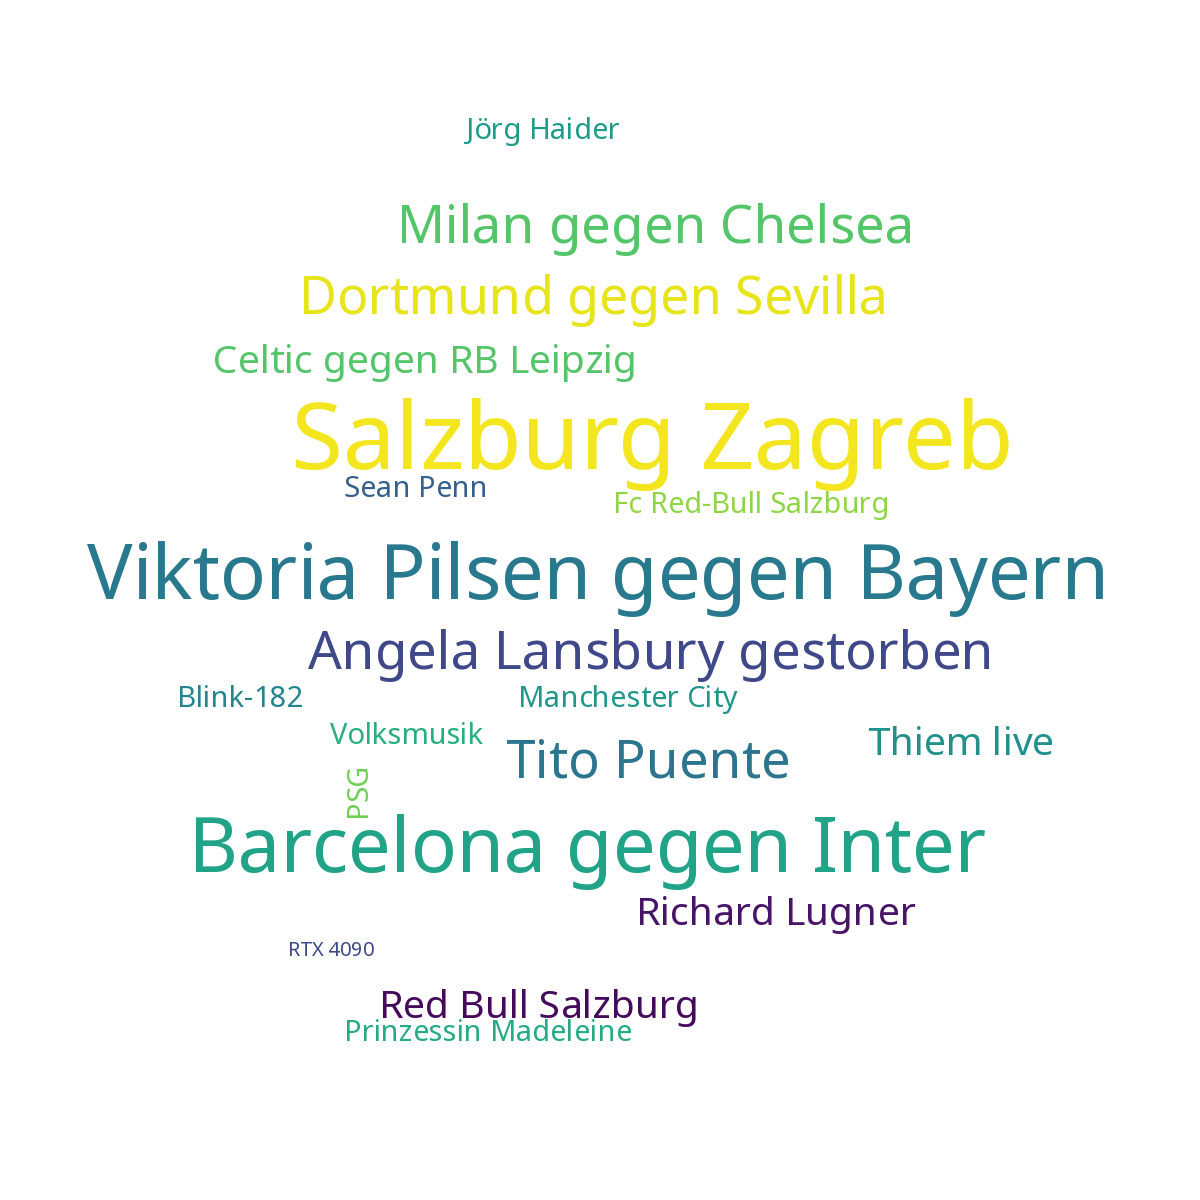 Jörg Haider
Milan gegen Chelsea
Dortmund gegen Sevilla
Celtic gegen RB Leipzig
Salzburg Zagreb
Sean Penn
Fc Red-Bull Salzburg
Viktoria Pilsen gegen Bayern
Angela Lansbury gestorben
Blink-182
Manchester City
Volksmusik
Thiem live
Tito Puente
PSG
Barcelona gegen Inter
Richard Lugner
RTX 4090
Red Bull Salzburg
Prinzessin Madeleine